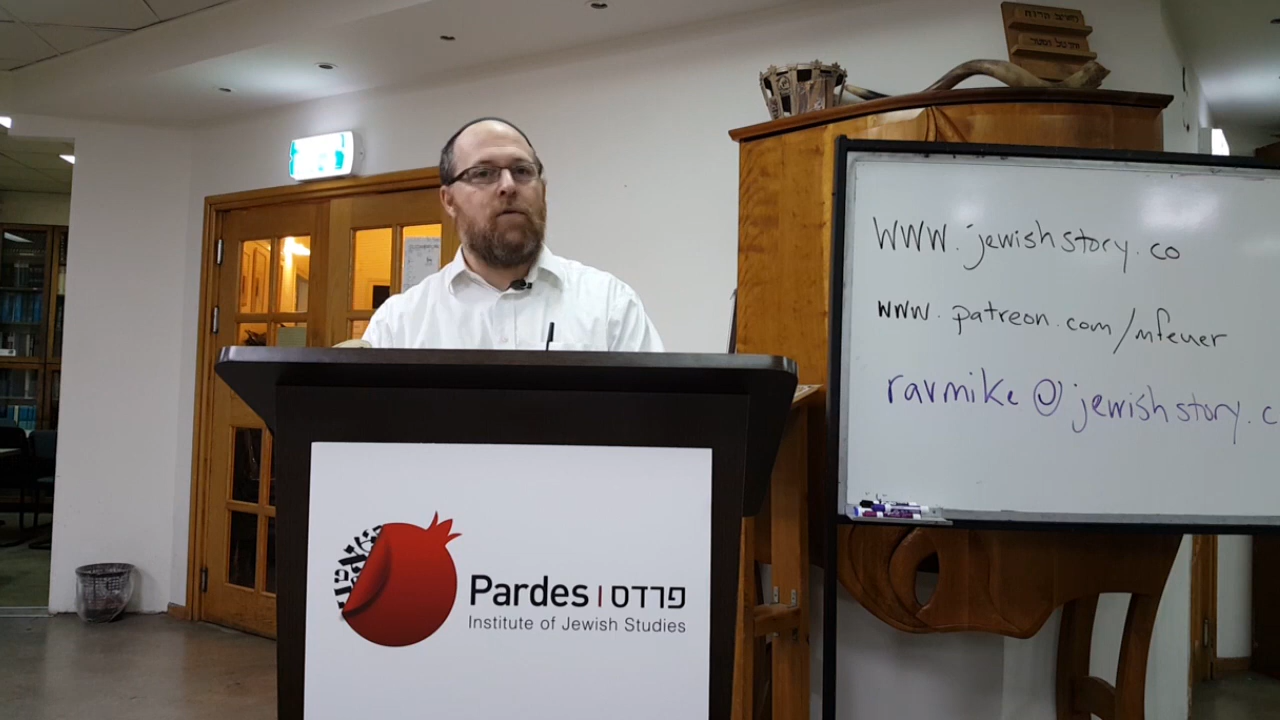 www.jewishstory.co
www.patreon.com/mfeuer
ravmike@jewishstory.c
Pardes | פרדס
Institute of Jewish Studies